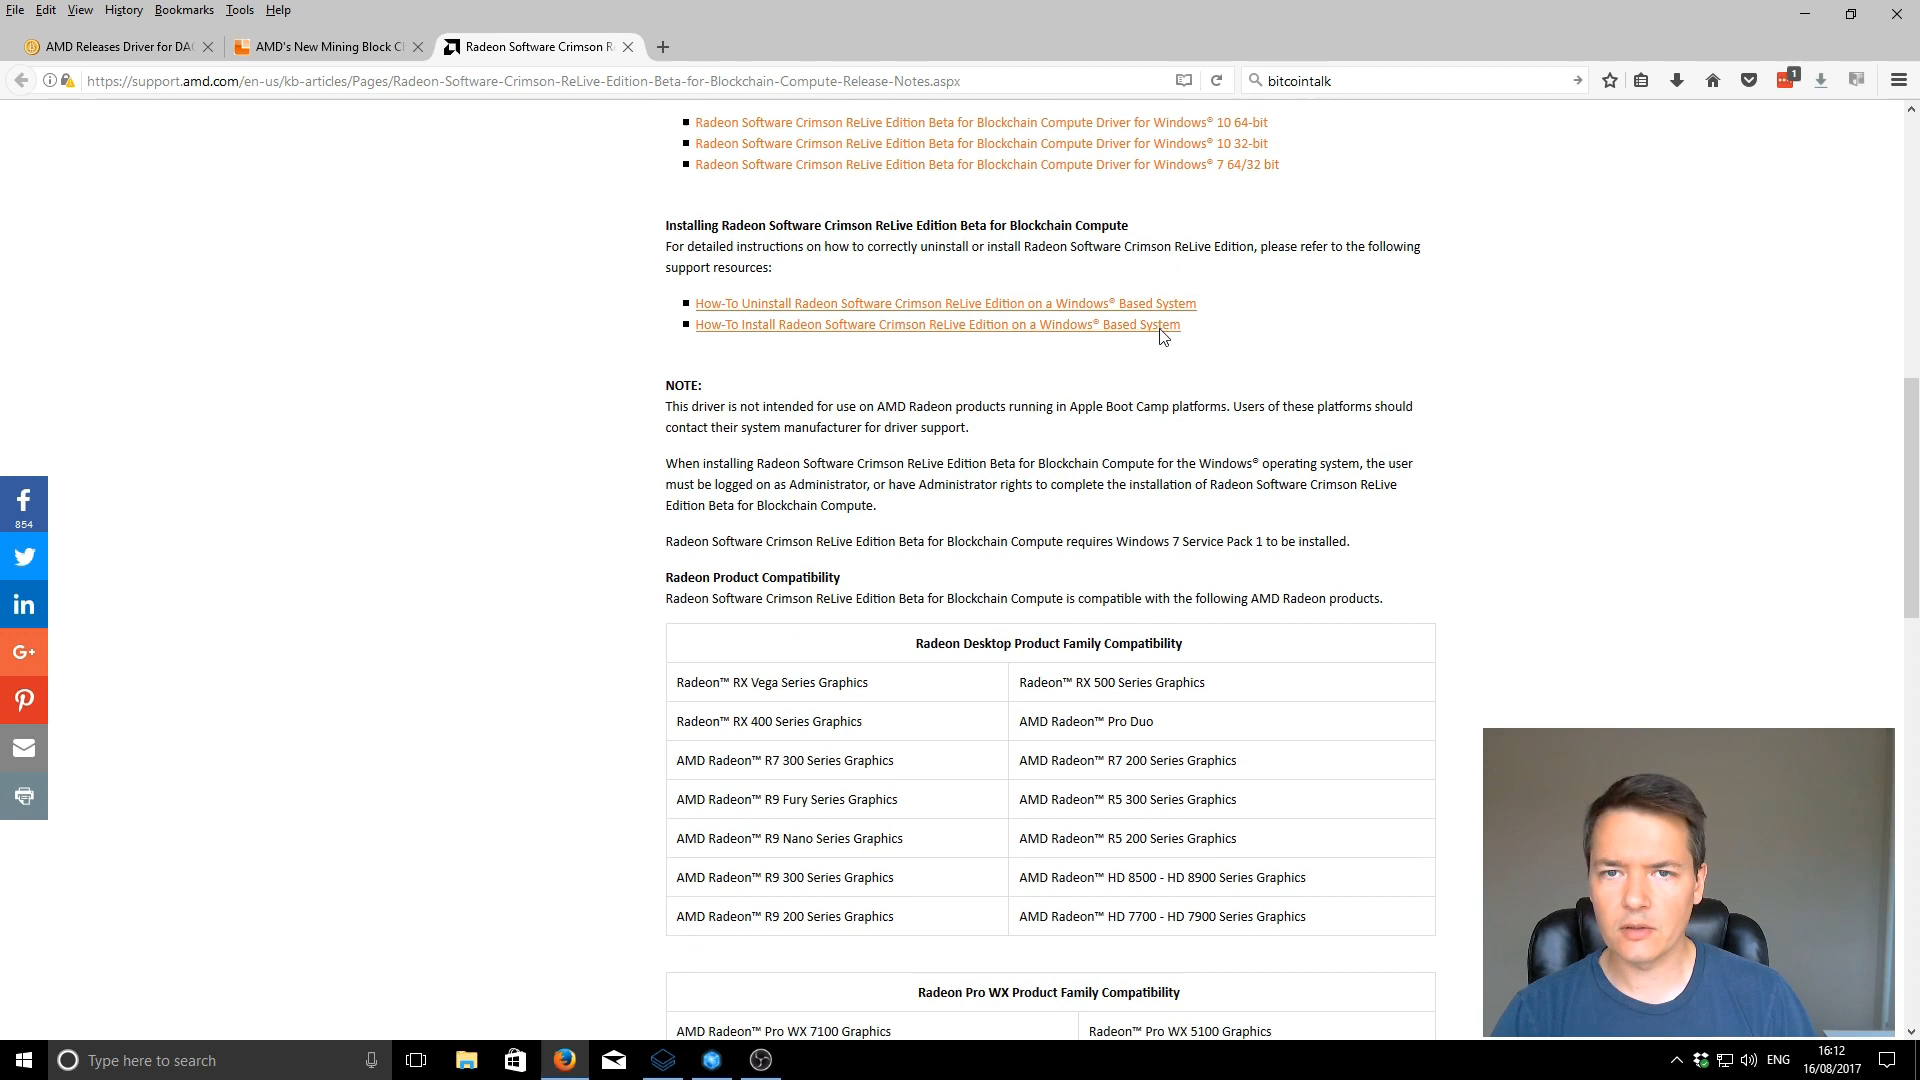 File Edit View History Bookmarks Tools Help
AMD Releases Driver for DA
AMD's New Mining Block C
Radeon Software Crimson R
https://support.amd.com/en-us/kb-articles/Pages/Radeon-Software-Crimson-ReLive-Edition-Beta-for-Blockchain-Compute-Release-Notes.aspx
bitcointalk
1
Radeon Software Crimson ReLive Edition Beta for Blockchain Compute Driver for Windows® 10 64-bit
Radeon Software Crimson ReLive Edition Beta for Blockchain Compute Driver for Windows® 10 32-bit
Radeon Software Crimson ReLive Edition Beta for Blockchain Compute Driver for Windows® 7 64/32 bit
Installing Radeon Software Crimson ReLive Edition Beta for Blockchain Compute
For detailed instructions on how to correctly uninstall or install Radeon Software Crimson ReLive Edition, please refer to the following
support resources:
How-To Uninstall Radeon Software Crimson ReLive Edition on a Windows® Based System
How-To Install Radeon Software Crimson ReLive Edition on a Windows® Based System
NOTE:
This driver is not intended for use on AMD Radeon products running in Apple Boot Camp platforms. Users of these platforms should
contact their system manufacturer for driver support.
When installing Radeon Software Crimson ReLive Edition Beta for Blockchain Compute for the Windows® operating system, the user
must be logged on as Administrator, or have Administrator rights to complete the installation of Radeon Software Crimson ReLive
Edition Beta for Blockchain Compute.
Radeon Software Crimson ReLive Edition Beta for Blockchain Compute requires Windows 7 Service Pack 1 to be installed.
Radeon Product Compatibility
Radeon Software Crimson ReLive Edition Beta for Blockchain Compute is compatible with the following AMD Radeon products.
Radeon Desktop Product Family Compatibility
Radeon™ RX Vega Series Graphics
Radeon™ RX 500 Series Graphics
Radeon™ RX 400 Series Graphics
AMD Radeon™ Pro Duo
AMD Radeon™ R7 300 Series Graphics
AMD Radeon™ R7 200 Series Graphics
AMD Radeon™ R9 Fury Series Graphics
AMD Radeon™ R5 300 Series Graphics
AMD Radeon™ R9 Nano Series Graphics
AMD Radeon™ R5 200 Series Graphics
AMD Radeon™ R9 300 Series Graphics
AMD Radeon™ HD 8500 - HD 8900 Series Graphics
AMD Radeon™ R9 200 Series Graphics
AMD Radeon™ HD 7700 - HD 7900 Series Graphics
Radeon Pro WX Product Family Compatibility
AMD Radeon™ Pro WX 7100 Graphics
Radeon™ Pro WX 5100 Graphics
854
Type here to search
ENG
16:12
16/08/2017